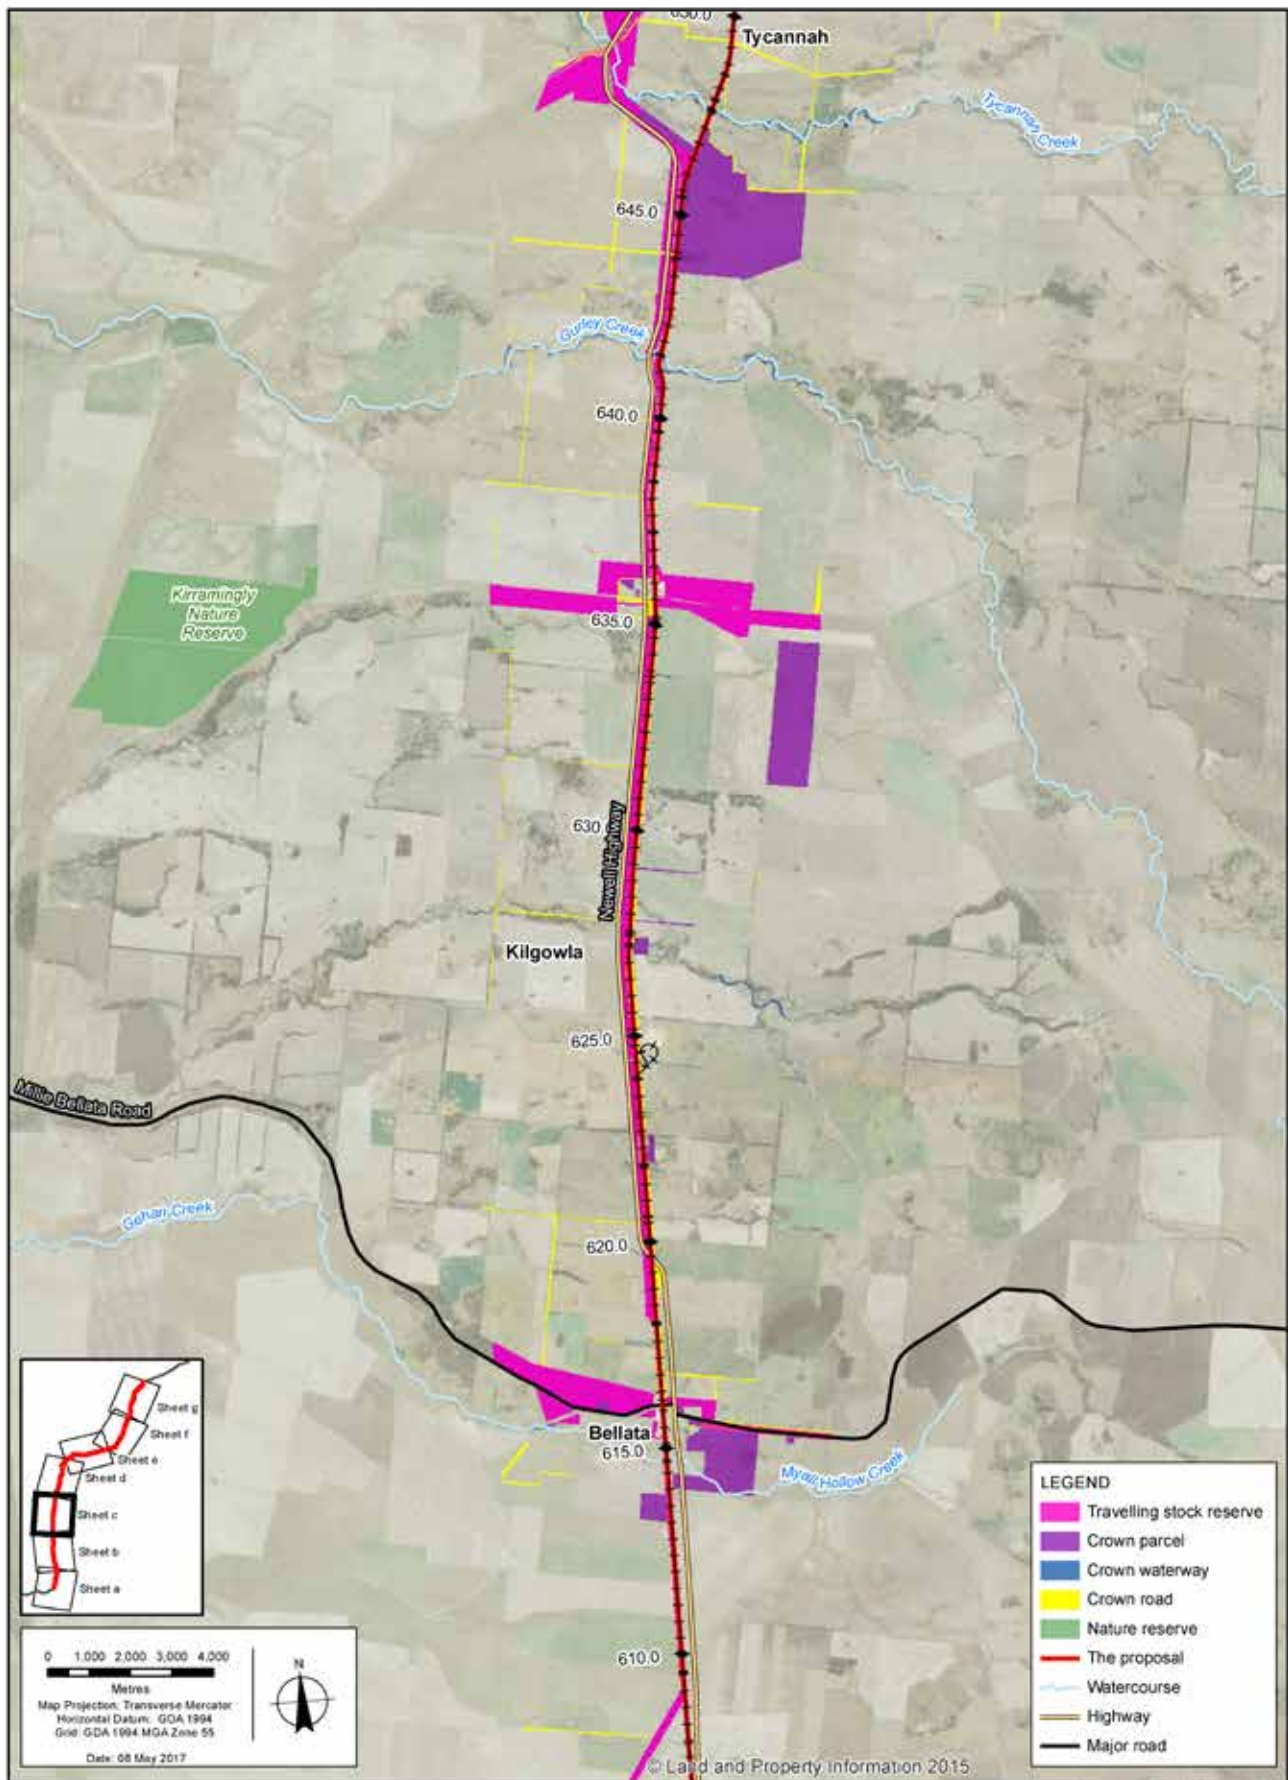 650.0
Tycannah
Tycannah Creek
645.0
Gurley Creek
640.0
Kirramingly
Nature
Reserve
635.0
Newell Highway
630
Kilgowla
625.0
Millie Bellata Road
Gehan Creek
620.0
Bellata
615.0
Myall Hollow Creek
610.0
Sheet g
Sheet f
Sheet e
Sheet d
Sheet c
Sheet b
Sheet a
0 1,000 2,000 3,000 4,000
Metres
Map Projection: Transverse Mercator
Horizontal Datum: GDA 1994
Grid: GDA 1994 MGA Zone 55
Date: 08 May 2017
N
LEGEND
Travelling stock reserve
Crown parcel
Crown waterway
Crown road
Nature reserve
The proposal
Watercourse
Highway
Major road
© Land and Property Information 2015